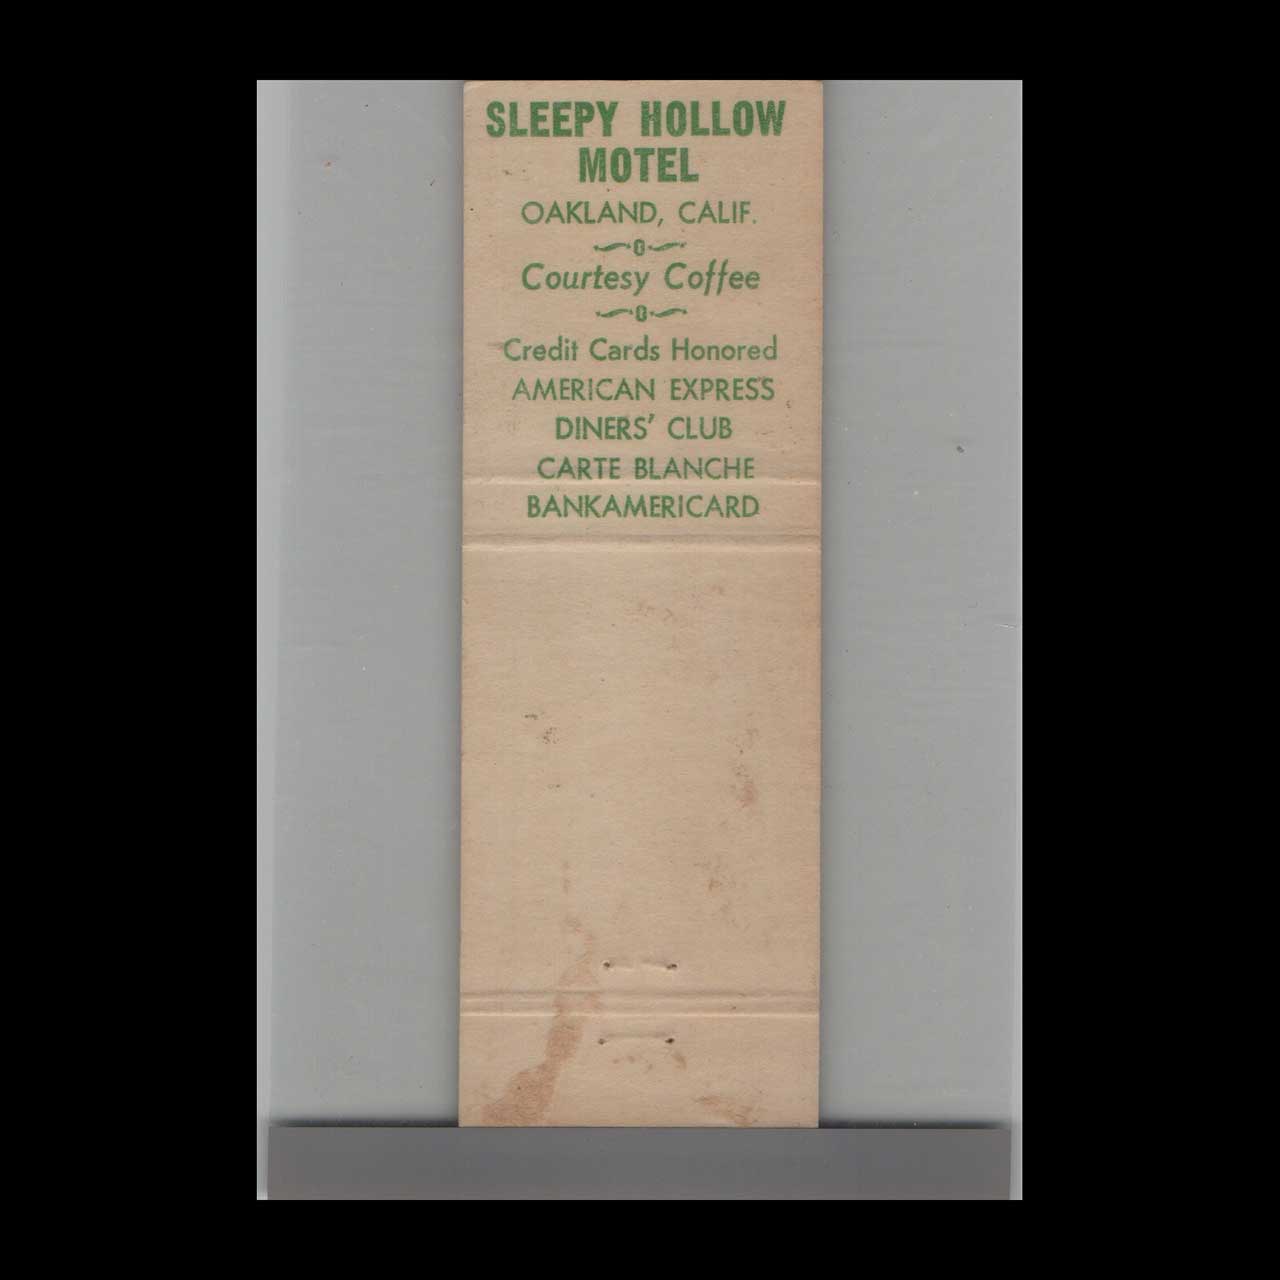 SLEEPY HOLLOW
MOTEL
OAKLAND, CALIF.
Courtesy Coffee
Credit Cards Honored
AMERICAN EXPRESS
DINERS' CLUB
CARTE BLANCHE
BANKAMERICARD